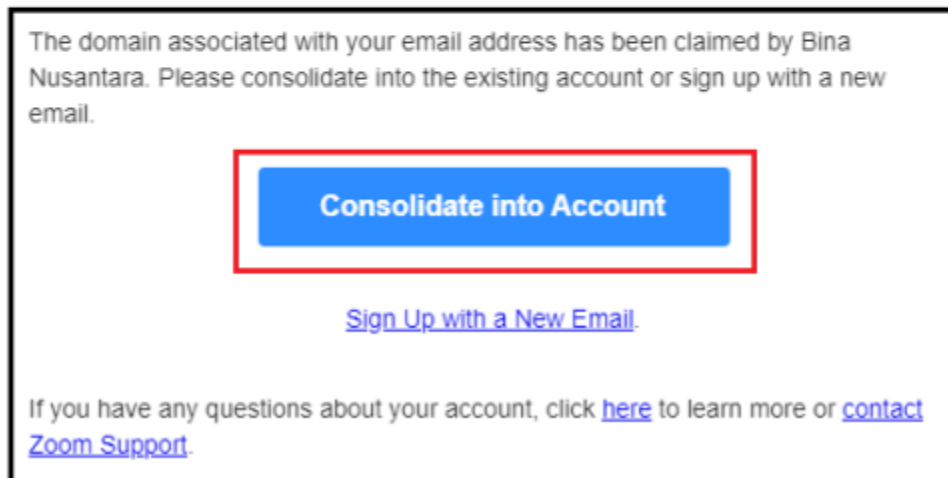 The domain associated with your email address has been claimed by Bina
Nusantara. Please consolidate into the existing account or sign up with a new
email.
Consolidate into Account
Sign Up with a New Email.
If you have any questions about your account, click here to learn more or contact
Zoom Support.